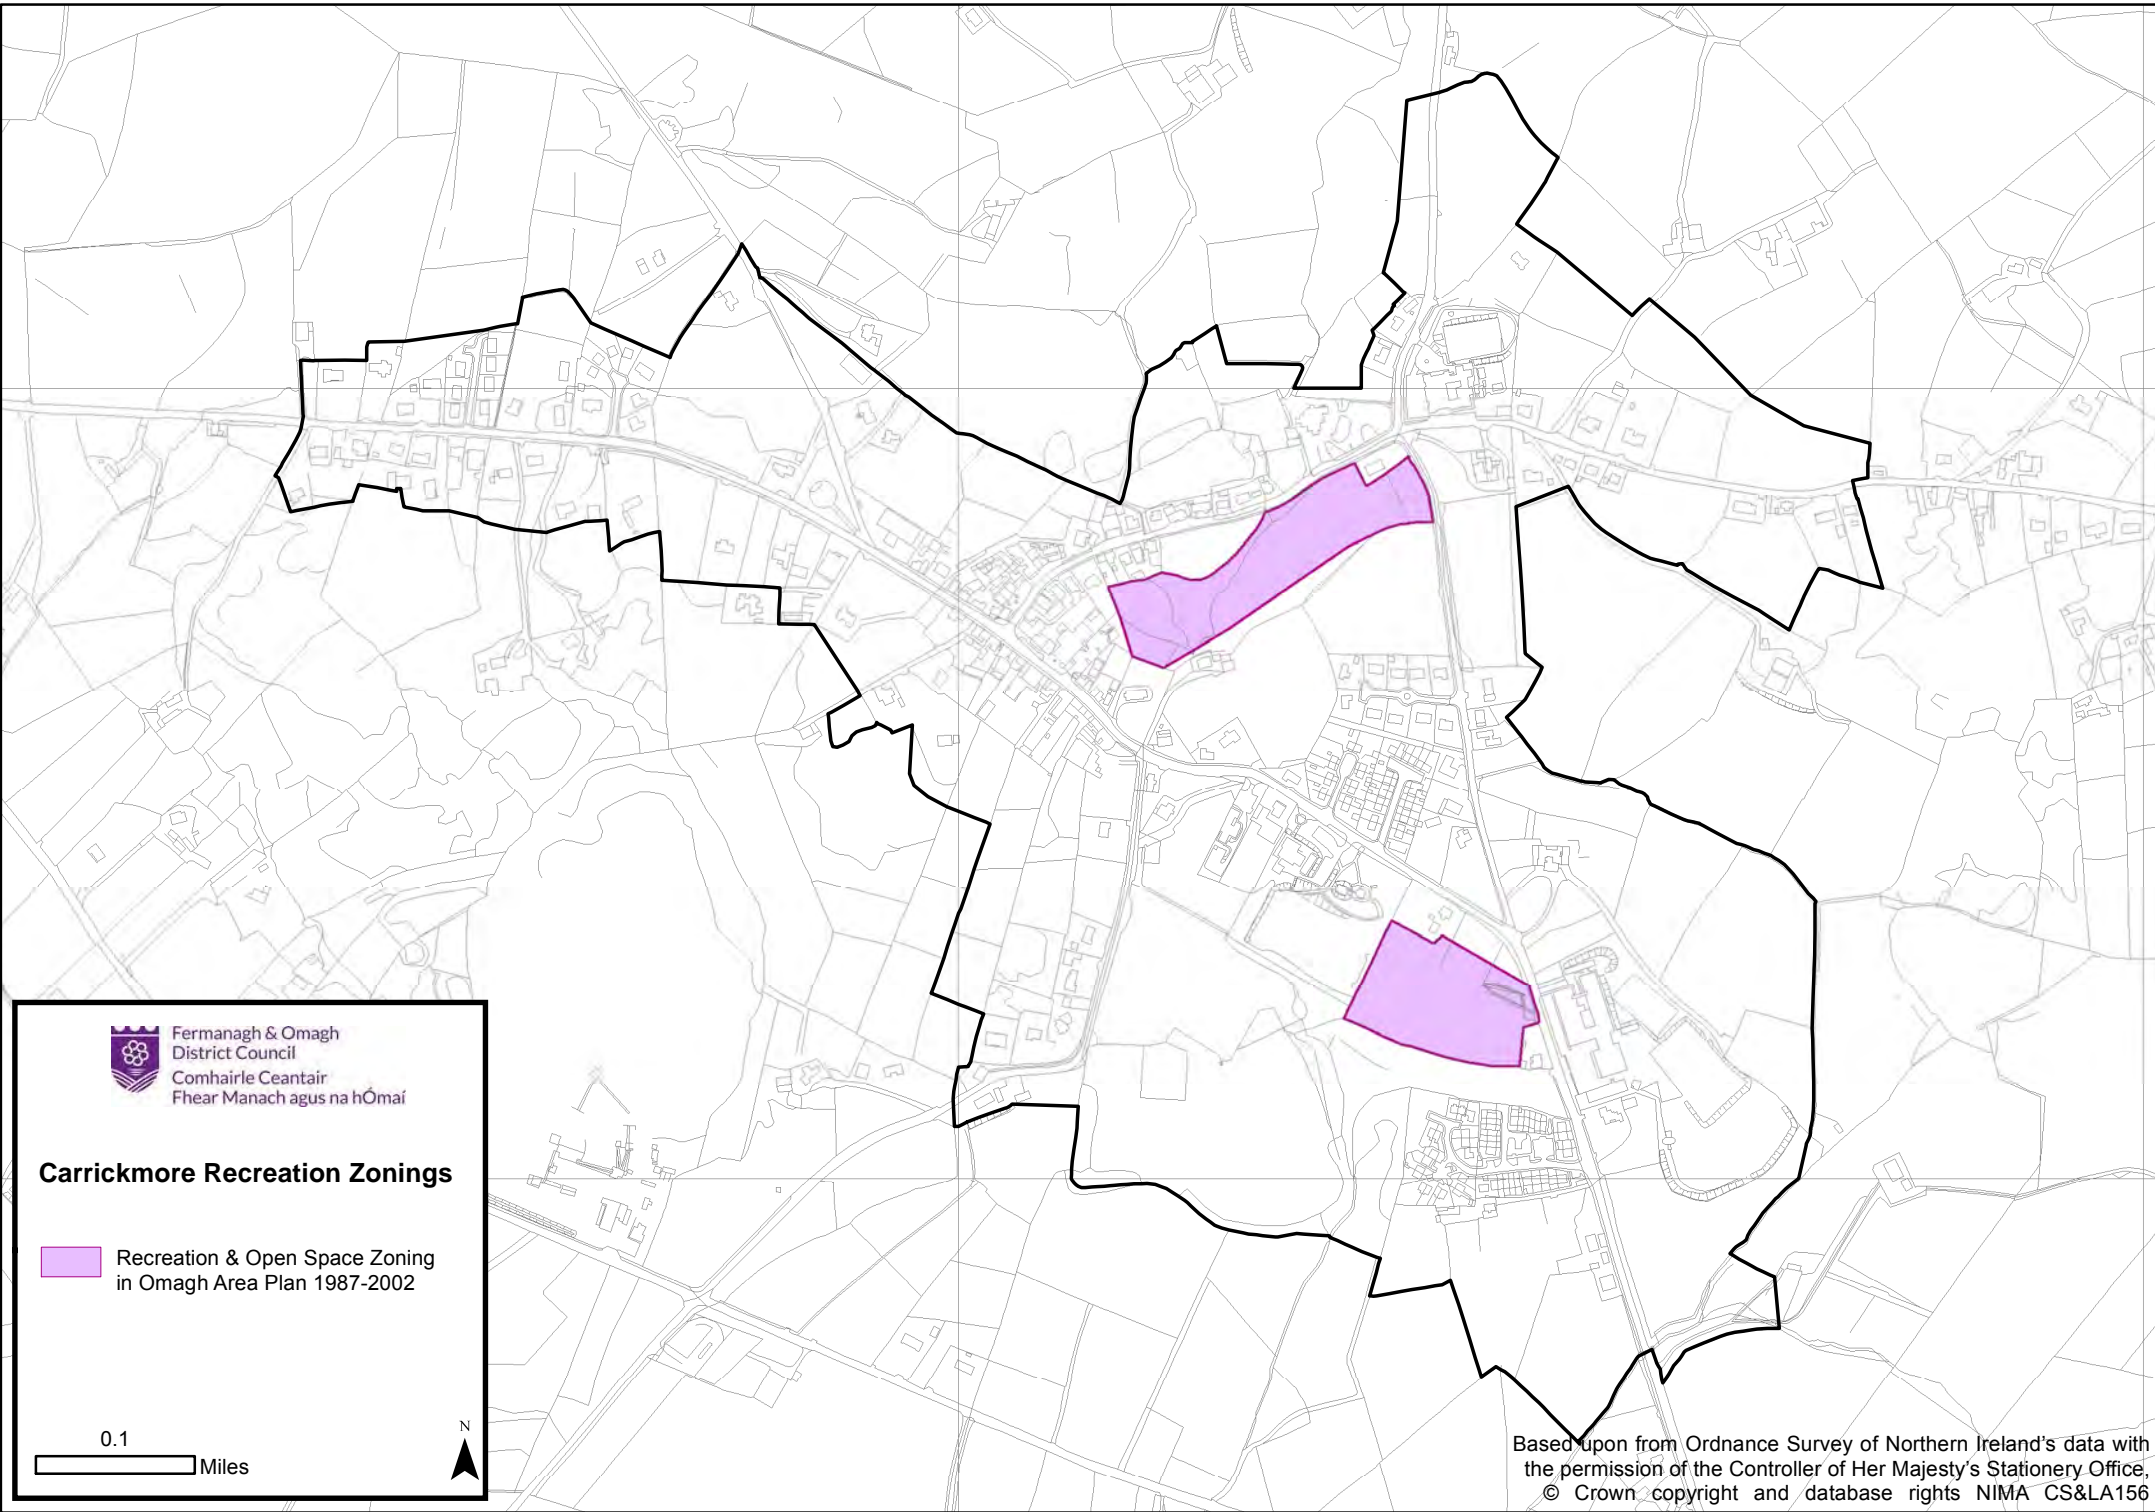 Fermanagh & Omagh
District Council
Comhairle Ceantair
Fhear Manach agus na hÓmaí
Carrickmore Recreation Zonings
Recreation & Open Space Zoning
in Omagh Area Plan 1987-2002
0.1
Miles
N
Based upon from Ordnance Survey of Northern Ireland's data with
the permission of the Controller of Her Majesty's Stationery Office,
© Crown copyright and database rights NIMA CS&LA156